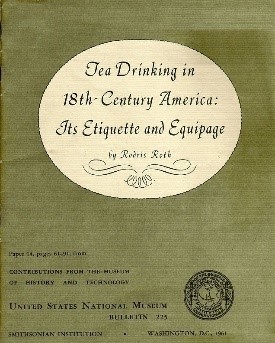 Tea Drinking in
18th-Century America:
Its Etiquette and Equipage
by Rodris Roth
Paper 14, pages 61-91, from
CONTRIBUTIONS FROM THE MUSEUM
OF HISTORY AND TECHNOLOGY
UNITED STATES NATIONAL MUSEUM
BULLETIN 225
SMITHSONIAN INSTITUTION • WASHINGTON, D.C., 1961